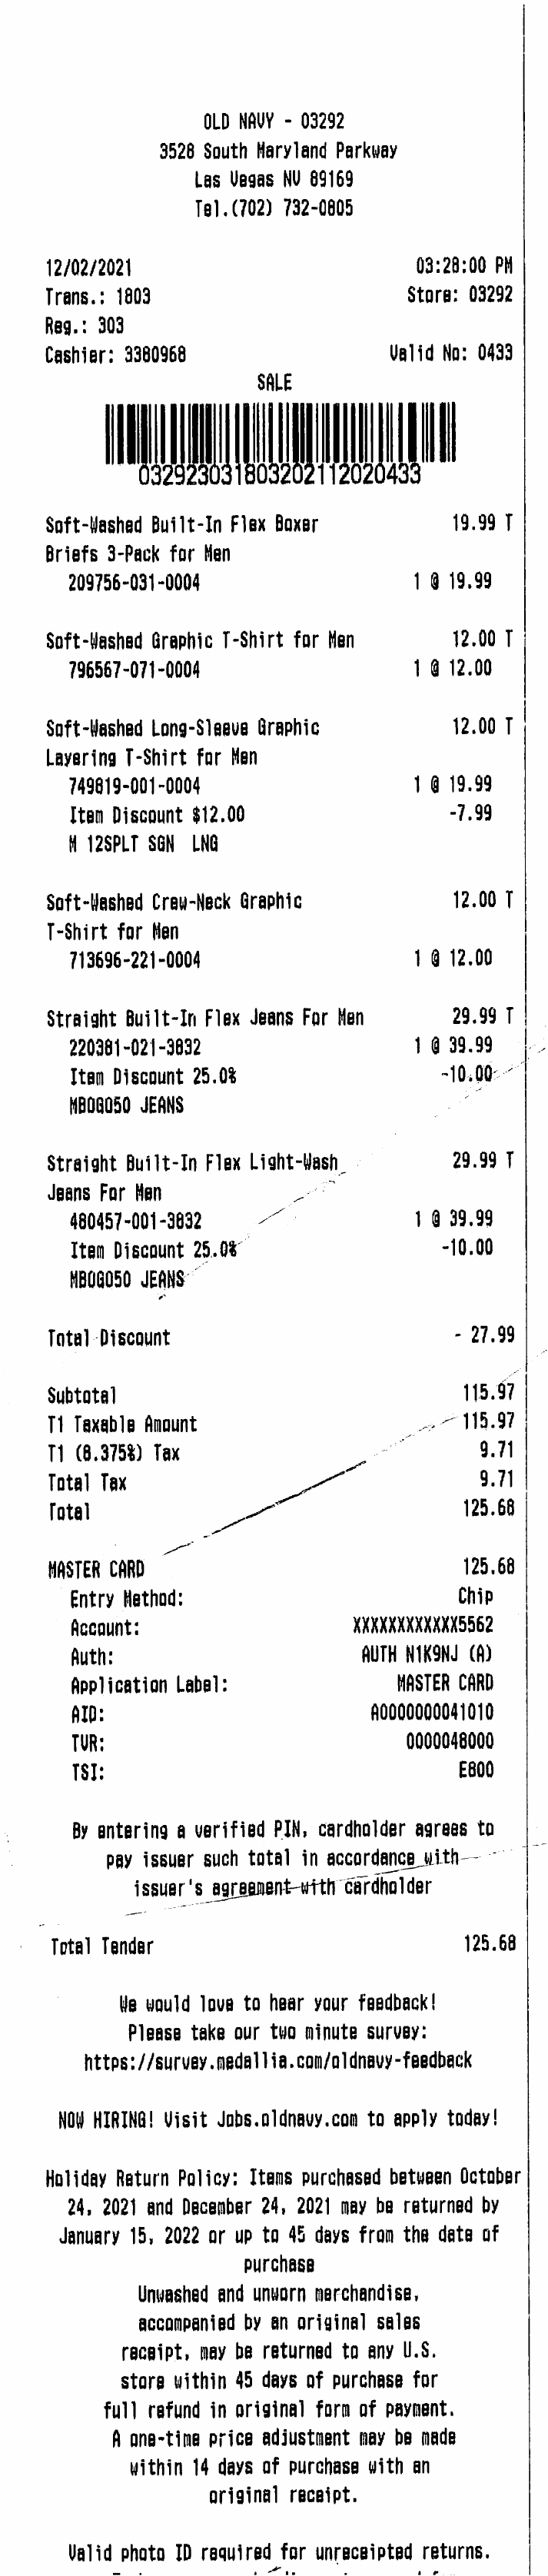 OLD NAVY - 03292
3528 South Maryland Parkway
Las Vegas NV 89169
Tel.(702) 732-0805
12/02/2021 03:28:00 PM
Trans.: 1803 Store: 03292
Reg.: 303
Cashier: 3380968 Valid No: 0433
SALE
032923031803202112020433
Soft-Washed Built-In Flex Boxer 19.99 T
Briefs 3-Pack for Men
209756-031-0004 1 @ 19.99
Soft-Washed Graphic T-Shirt for Men 12.00 T
796567-071-0004 1 @ 12.00
Soft-Washed Long-Sleeve Graphic 12.00 T
Layering T-Shirt for Men
749819-001-0004 1 @ 19.99
Item Discount $12.00 -7.99
M 12SPLT SGN LNG
Soft-Washed Crew-Neck Graphic 12.00 T
T-Shirt for Men
713696-221-0004 1 @ 12.00
Straight Built-In Flex Jeans For Men 29.99 T
220381-021-3832 1 @ 39.99
Item Discount 25.0% -10.00
MBOGO50 JEANS
Straight Built-In Flex Light-Wash 29.99 T
Jeans For Men
480457-001-3832 1 @ 39.99
Item Discount 25.0% -10.00
MBOGO50 JEANS
Total Discount - 27.99
Subtotal 115.97
T1 Taxable Amount 115.97
T1 (8.375%) Tax 9.71
Total Tax 9.71
Total 125.68
MASTER CARD 125.68
Entry Method: Chip
Account: XXXXXXXXXXXX5562
Auth: AUTH N1K9NJ (A)
Application Label: MASTER CARD
AID: A0000000041010
TVR: 0000048000
TSI: E800
By entering a verified PIN, cardholder agrees to
pay issuer such total in accordance with
issuer's agreement with cardholder
Total Tender 125.68
We would love to hear your feedback!
Please take our two minute survey:
https://survey.medallia.com/oldnavy-feedback
NOW HIRING! Visit Jobs.oldnavy.com to apply today!
Holiday Return Policy: Items purchased between October
24, 2021 and December 24, 2021 may be returned by
January 15, 2022 or up to 45 days from the date of
purchase
Unwashed and unworn merchandise,
accompanied by an original sales
receipt, may be returned to any U.S.
store within 45 days of purchase for
full refund in original form of payment.
A one-time price adjustment may be made
within 14 days of purchase with an
original receipt.
Valid photo ID required for unreceipted returns.